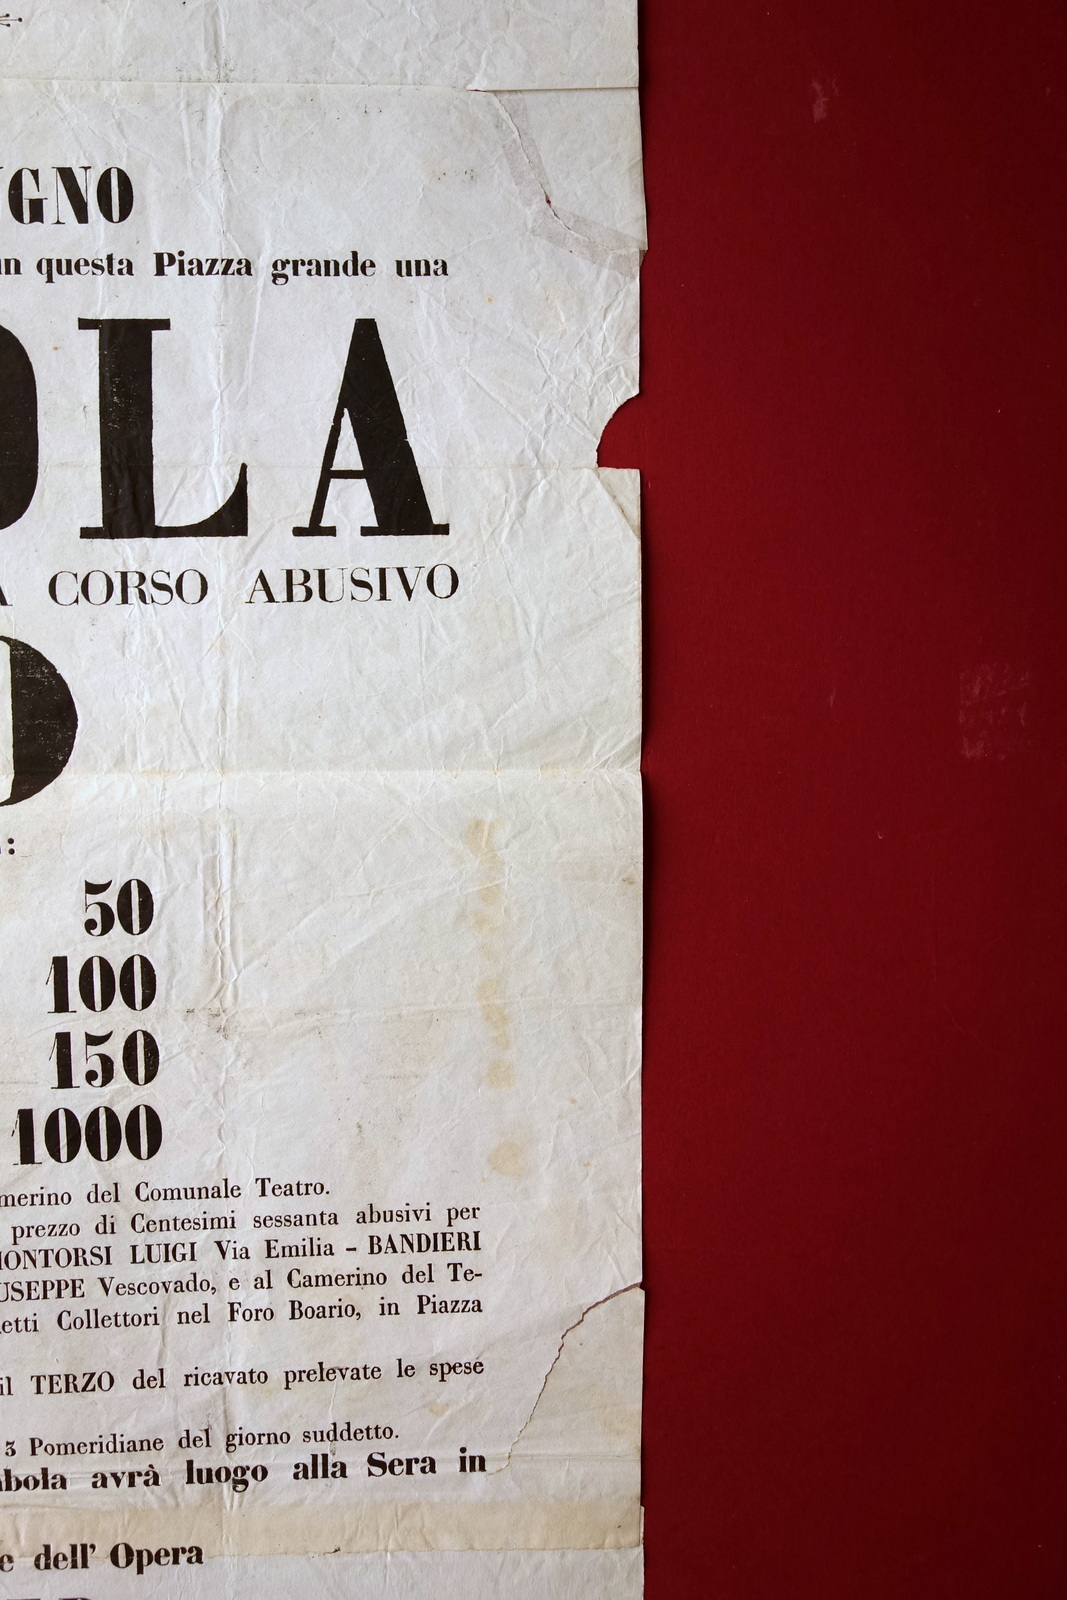 GNO
questa Piazza grande una
OLA
A CORSO ABUSIVO
O
:
50
100
150
1000
merino del Comunale Teatro.
prezzo di Centesimi sessanta abusivi per
MONTORSI LUIGI Via Emilia – BANDIERI
USEPPE Vescovado, e al Camerino del Te-
etti Collettori nel Foro Boario, in Piazza
il TERZO del ricavato prelevate le spese
3 Pomeridiane del giorno suddetto.
bola avrà luogo alla Sera in
e dell' Opera